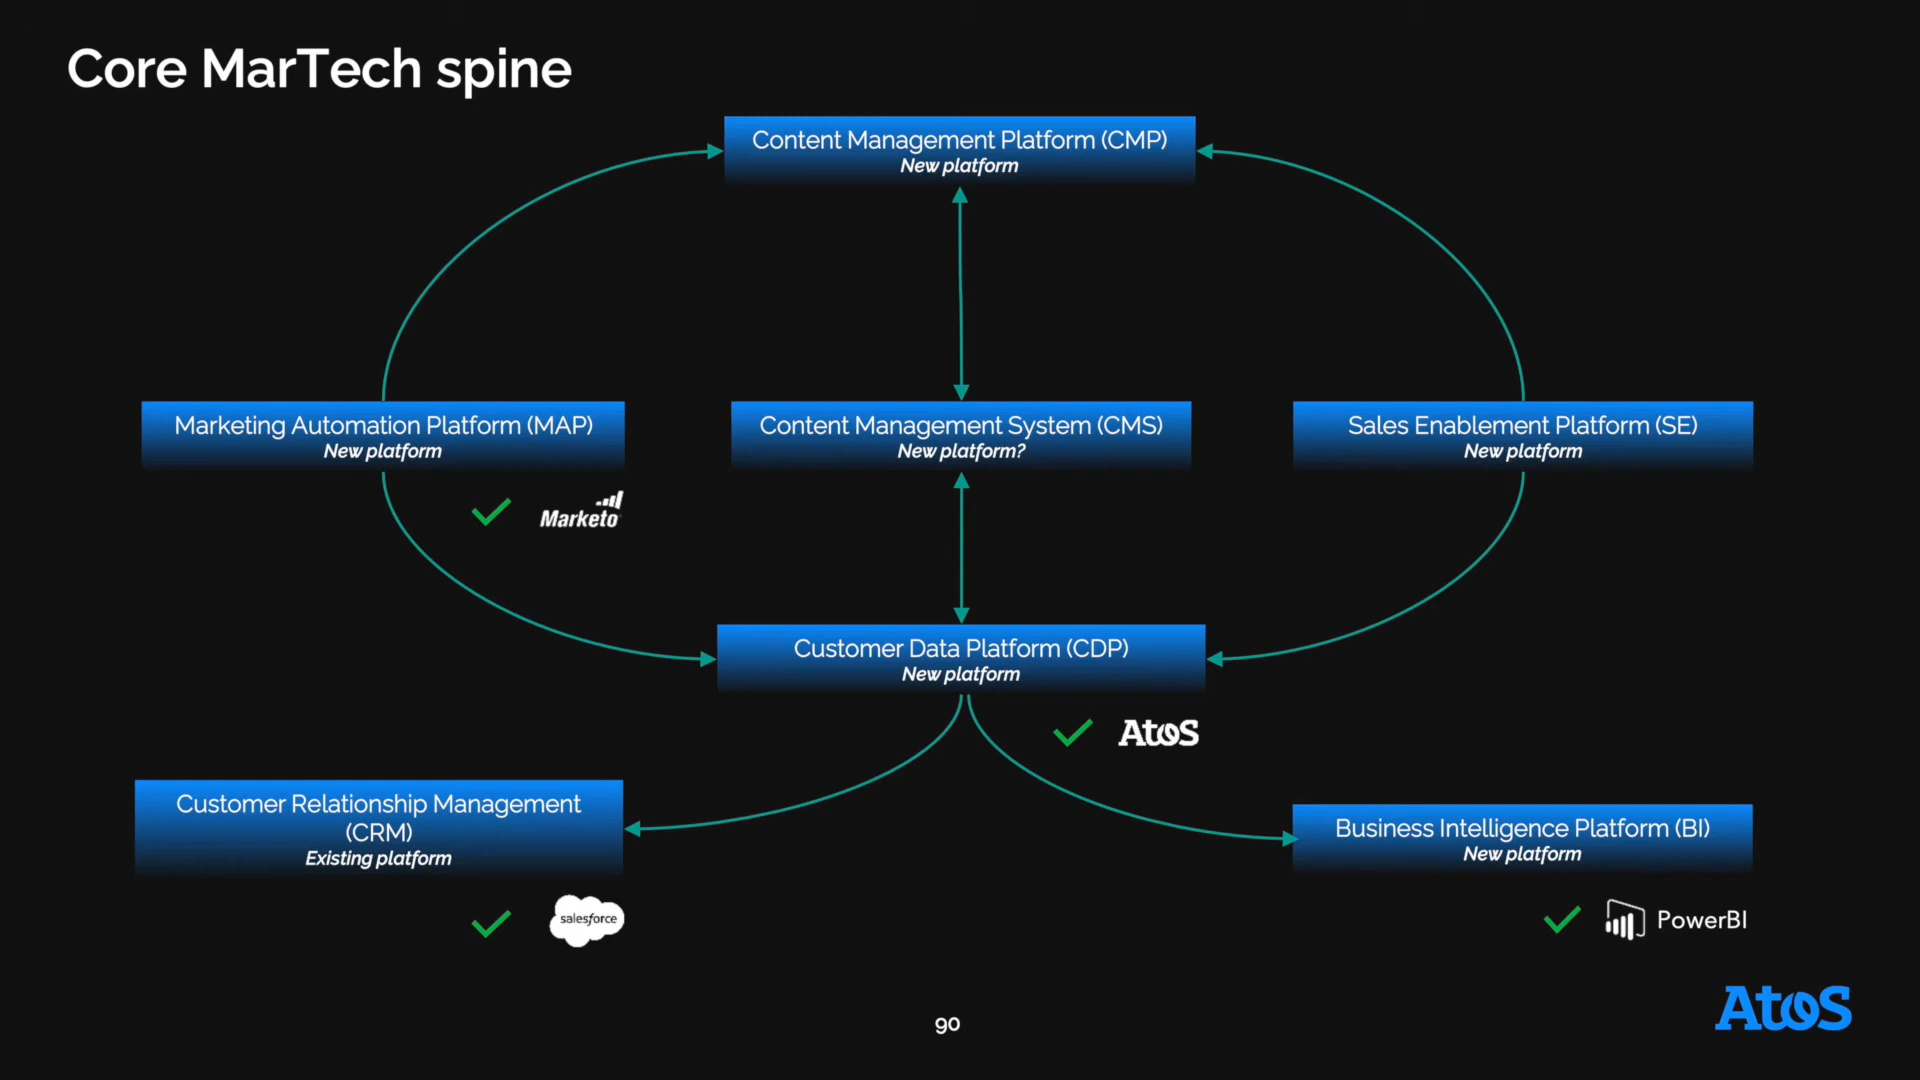 Core MarTech spine
Content Management Platform (CMP)
New platform
Marketing Automation Platform (MAP)
New platform
Marketo
Content Management System (CMS)
New platform?
Sales Enablement Platform (SE)
New platform
Customer Data Platform (CDP)
New platform
Atos
Customer Relationship Management
(CRM)
Existing platform
salesforce
Business Intelligence Platform (BI)
New platform
PowerBI
90
Atos